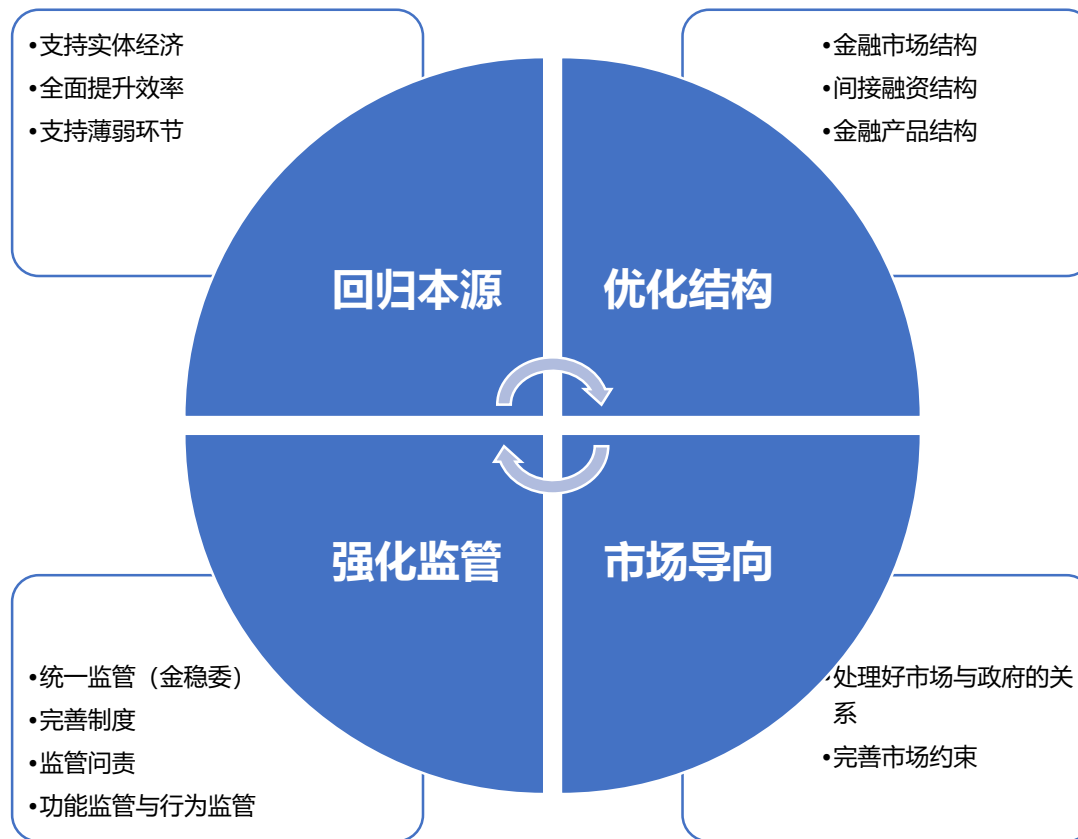 •支持实体经济
•全面提升效率
•支持薄弱环节
•金融市场结构
•间接融资结构
•金融产品结构
回归本源
优化结构
强化监管
市场导向
•统一监管（金稳委）
•完善制度
•监管问责
•功能监管与行为监管
•处理好市场与政府的关
系
•完善市场约束